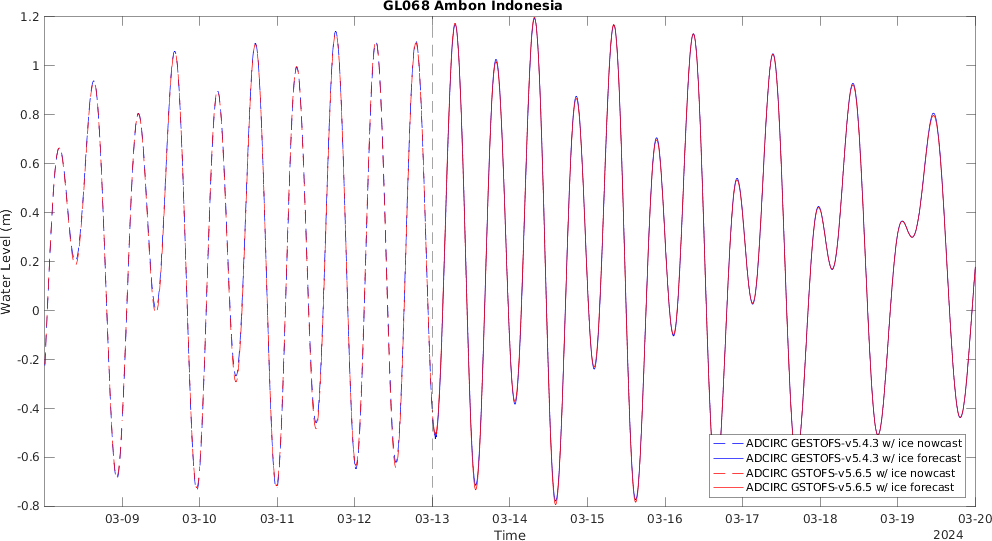 GL068 Ambon Indonesia
1.2
1
0.8
0.6
0.4
0.2
0
-0.2
-0.4
-0.6
-0.8
Water Level (m)
ADCIRC GESTOFS-v5.4.3 w/ ice nowcast
ADCIRC GESTOFS-v5.4.3 w/ ice forecast
ADCIRC GSTOFS-v5.6.5 w/ ice nowcast
ADCIRC GSTOFS-v5.6.5 w/ ice forecast
03-09 03-10 03-11 03-12 03-13 03-14 03-15 03-16 03-17 03-18 03-19 03-20
Time
2024